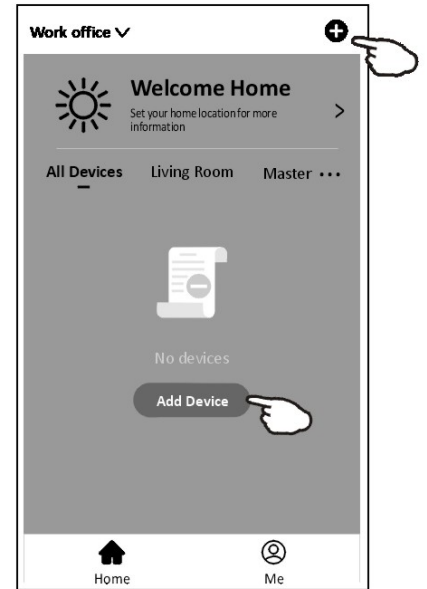 Work office
Welcome Home
Set your home location for more
information
All Devices
Living Room
Master ...
No devices
Add Device
Home
Me